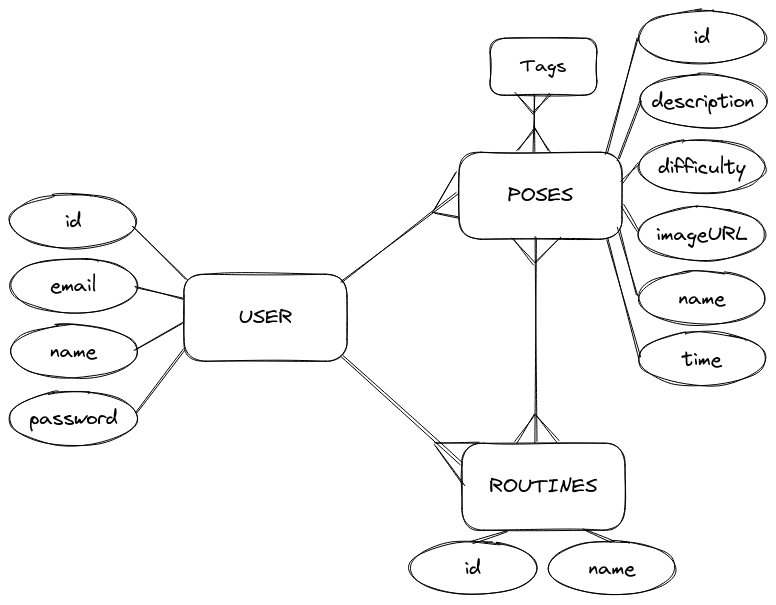 Tags
id
description
POSES
difficulty
imageURL
name
time
id
email
USER
name
password
ROUTINES
id
name